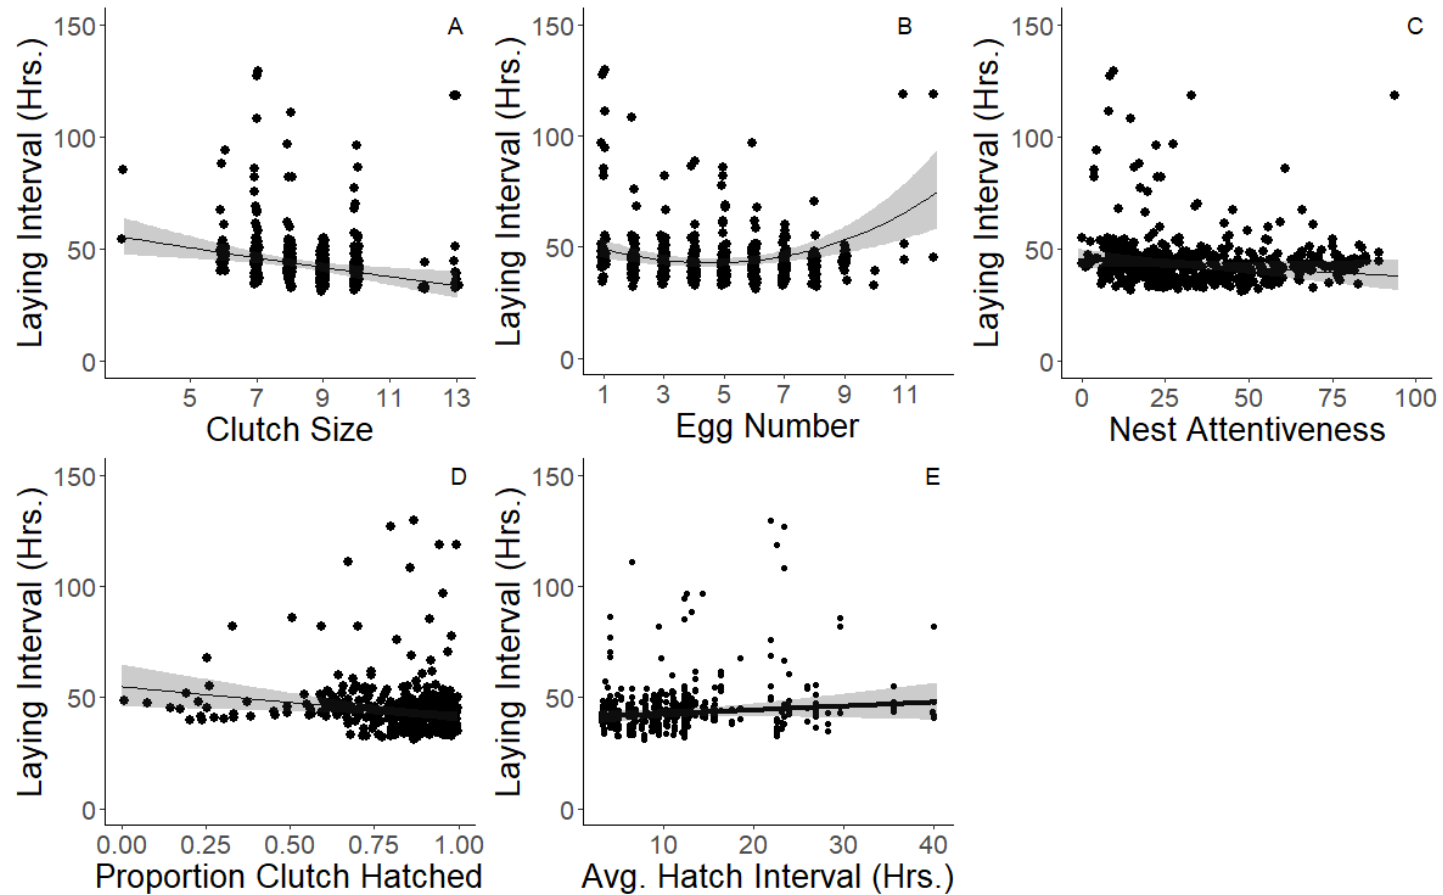 A
Laying Interval (Hrs.)
150
100
50
0
5 7 9 11 13
Clutch Size
B
Laying Interval (Hrs.)
150
100
50
0
1 3 5 7 9 11
Egg Number
C
Laying Interval (Hrs.)
150
100
50
0
0 25 50 75 100
Nest Attentiveness
D
Laying Interval (Hrs.)
150
100
50
0
0.00 0.25 0.50 0.75 1.00
Proportion Clutch Hatched
E
Laying Interval (Hrs.)
150
100
50
0
10 20 30 40
Avg. Hatch Interval (Hrs.)